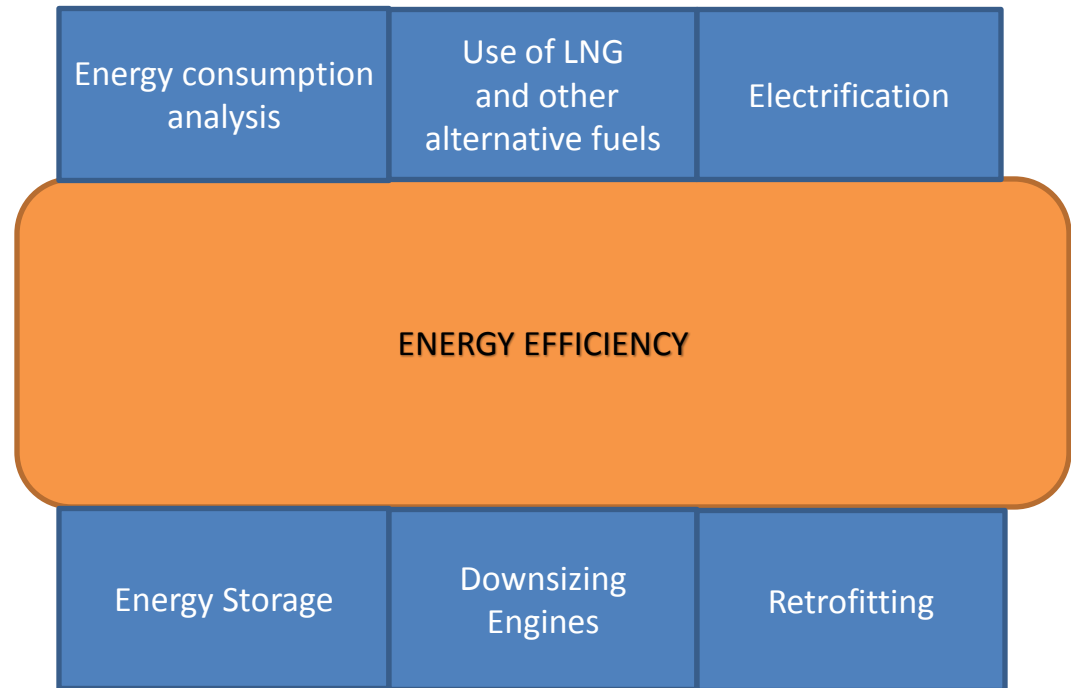 Energy consumption
analysis
Use of LNG
and other
alternative fuels
Electrification
ENERGY EFFICIENCY
Energy Storage
Downsizing
Engines
Retrofitting